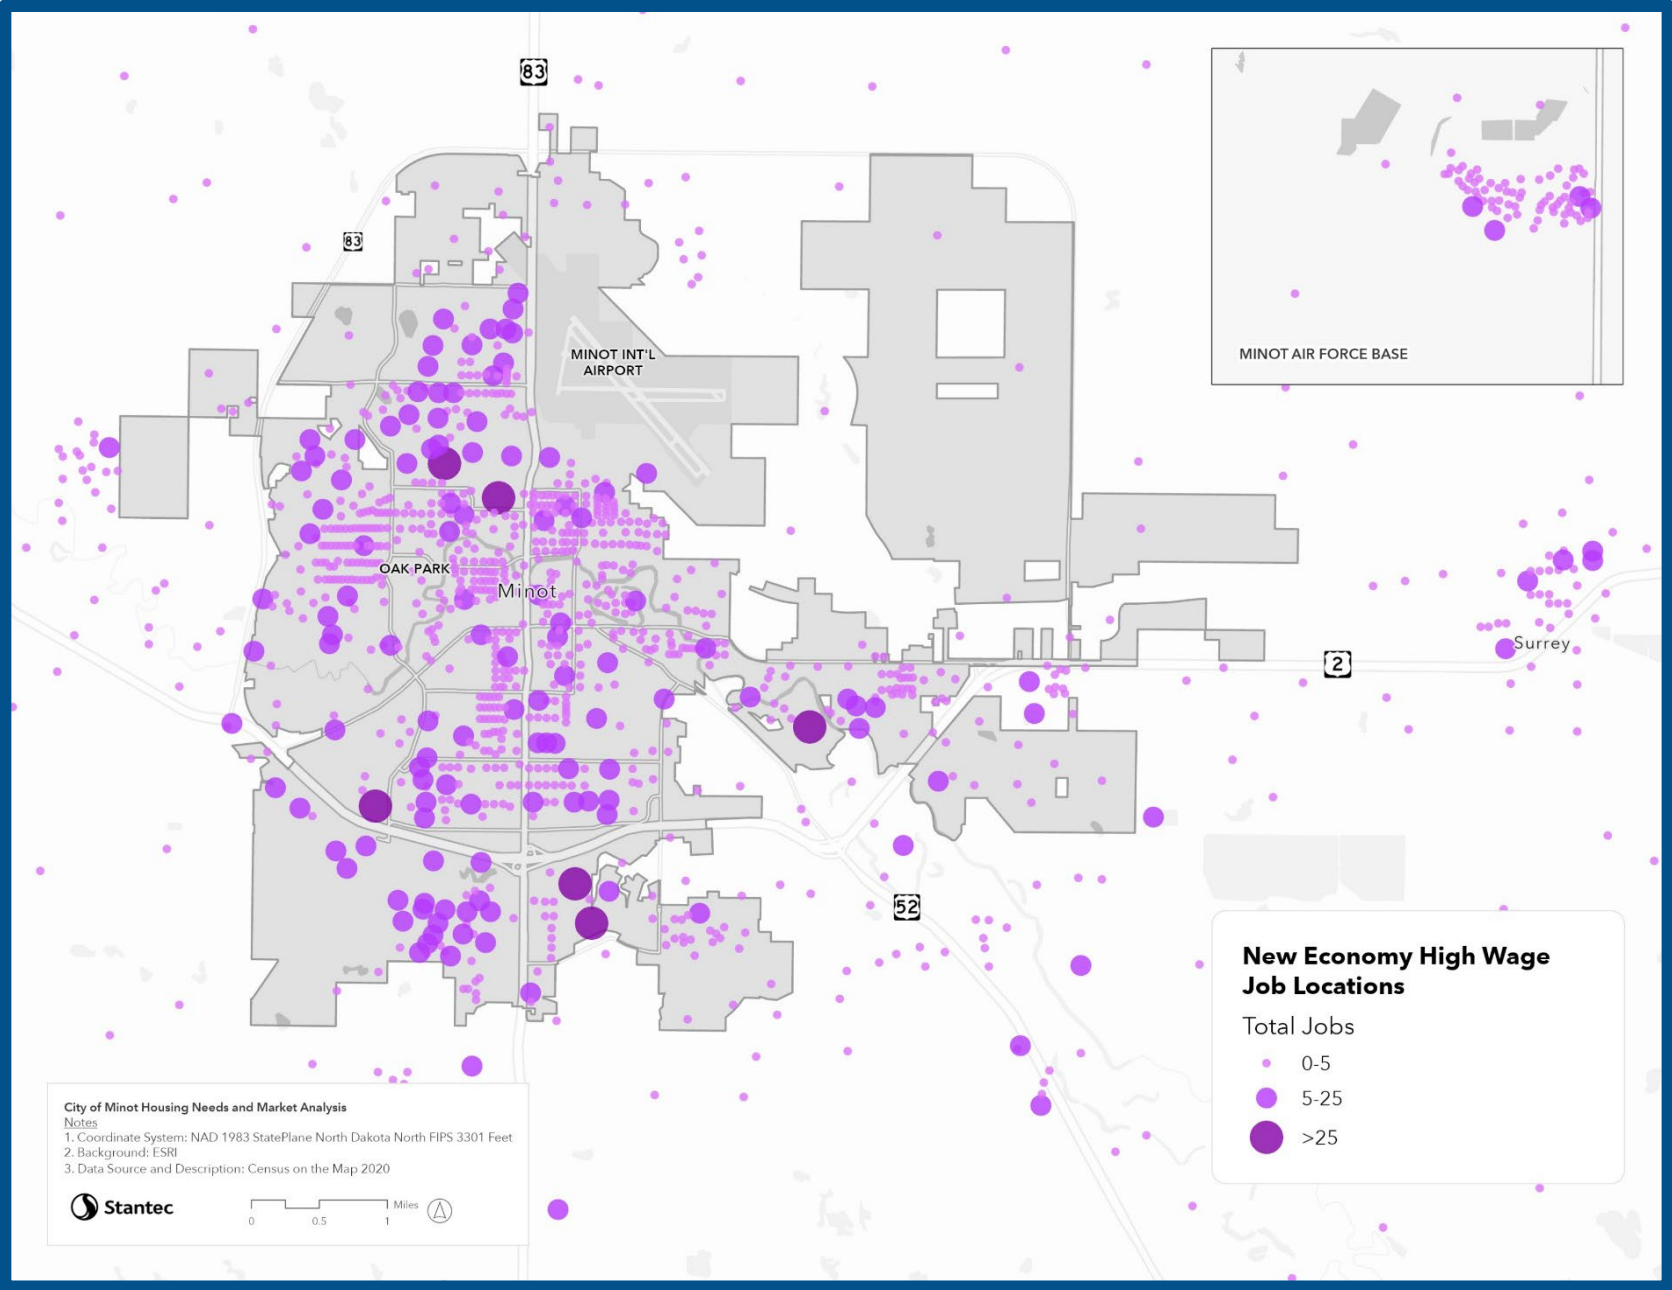 83
83
MINOT INT'L
AIRPORT
MINOT AIR FORCE BASE
OAK PARK
Minot
Surrey
2
52
New Economy High Wage
Job Locations
Total Jobs
0-5
5-25
>25
City of Minot Housing Needs and Market Analysis
Notes
1. Coordinate System: NAD 1983 StatePlane North Dakota North FIPS 3301 Feet
2. Background: ESRI
3. Data Source and Description: Census on the Map 2020
Stantec
Miles
0 0.5 1